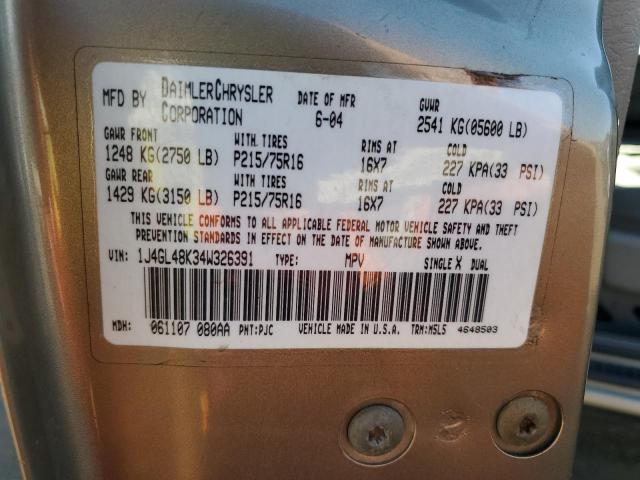 MFD BY DAIMLERCHRYSLER CORPORATION DATE OF MFR 6-04 GVWR 2541 KG(05600 LB)
GAWR FRONT WITH TIRES RIMS AT COLD
1248 KG(2750 LB) P215/75R16 16X7 227 KPA(33 PSI)
GAWR REAR WITH TIRES RIMS AT COLD
1429 KG(3150 LB) P215/75R16 16X7 227 KPA(33 PSI)
THIS VEHICLE CONFORMS TO ALL APPLICABLE FEDERAL MOTOR VEHICLE SAFETY AND THEFT
PREVENTION STANDARDS IN EFFECT ON THE DATE OF MANUFACTURE SHOWN ABOVE.
VIN: 1J4GL48K34W326391 TYPE: MPV SINGLE X DUAL
MDH: 061107 080AA PNT:PJC VEHICLE MADE IN U.S.A. TRM:M5L5 4648503